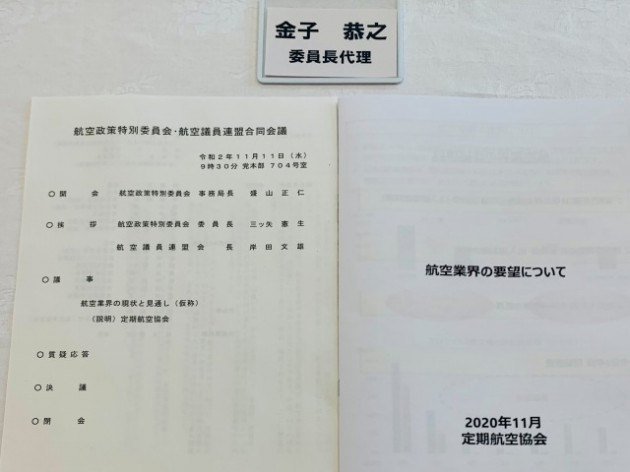 金子 恭之
委員長代理
航空政策特別委員会・航空議員連盟合同会議
令和2年11月11日(水)
9時30分 党本部 704号室
○開 会 航空政策特別委員会 事務局長 盛山正仁
○挨 拶 航空政策特別委員会 委員長 三ッ矢憲生
航空議員連盟会長 岸田文雄
○議 事
航空業界の現状と見通し(仮称)
(説明)定期航空協会
○質疑応答
○決 議
○閉 会
航空業界の要望について
2020年11月
定期航空協会